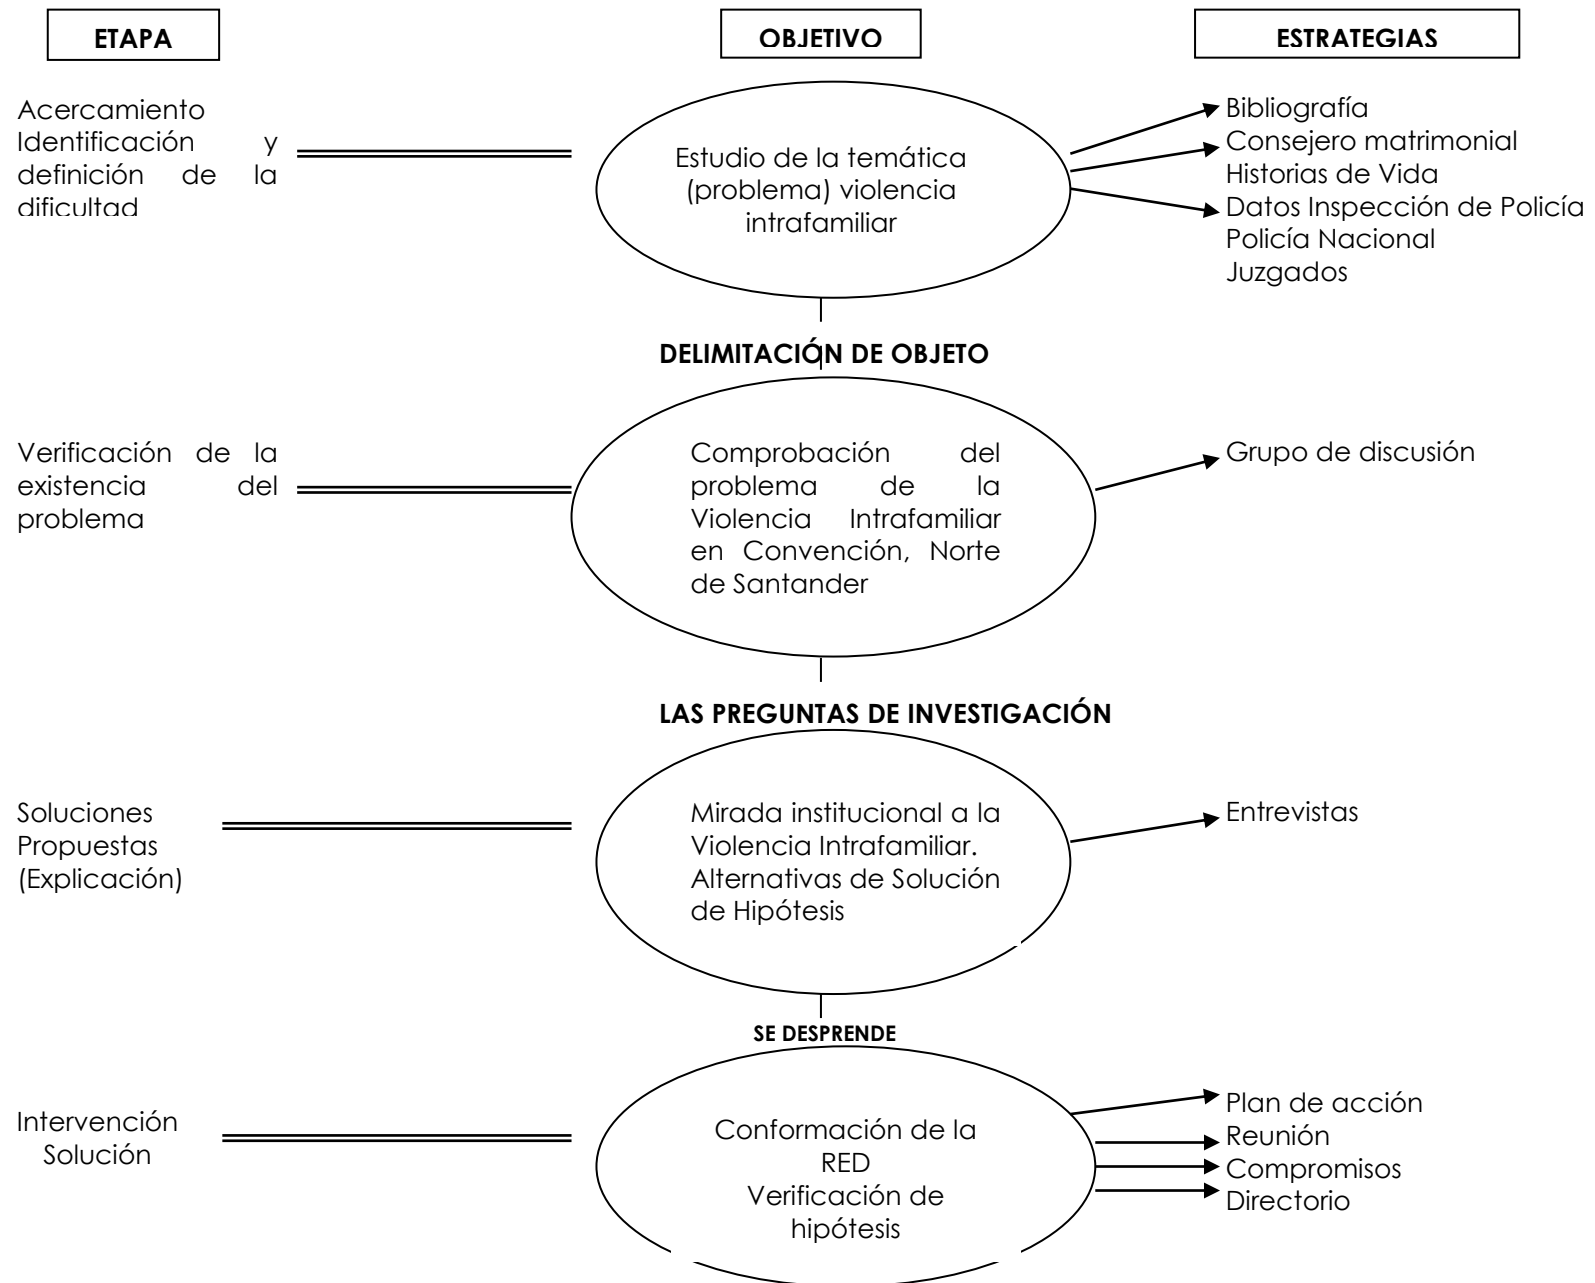 ETAPA
OBJETIVO
ESTRATEGIAS
Acercamiento
Identificación y
definición de la
dificultad
Estudio de la temática
(problema) violencia
intrafamiliar
Bibliografía
Consejero matrimonial
Historias de Vida
Datos Inspección de Policía
Policía Nacional
Juzgados
DELIMITACIÓN DE OBJETO
Verificación de la
existencia del
problema
Comprobación del
problema de la
Violencia Intrafamiliar
en Convención, Norte
de Santander
Grupo de discusión
LAS PREGUNTAS DE INVESTIGACIÓN
Soluciones
Propuestas
(Explicación)
Mirada institucional a la
Violencia Intrafamiliar.
Alternativas de Solución
de Hipótesis
Entrevistas
SE DESPRENDE
Intervención
Solución
Conformación de la
RED
Verificación de
hipótesis
Plan de acción
Reunión
Compromisos
Directorio